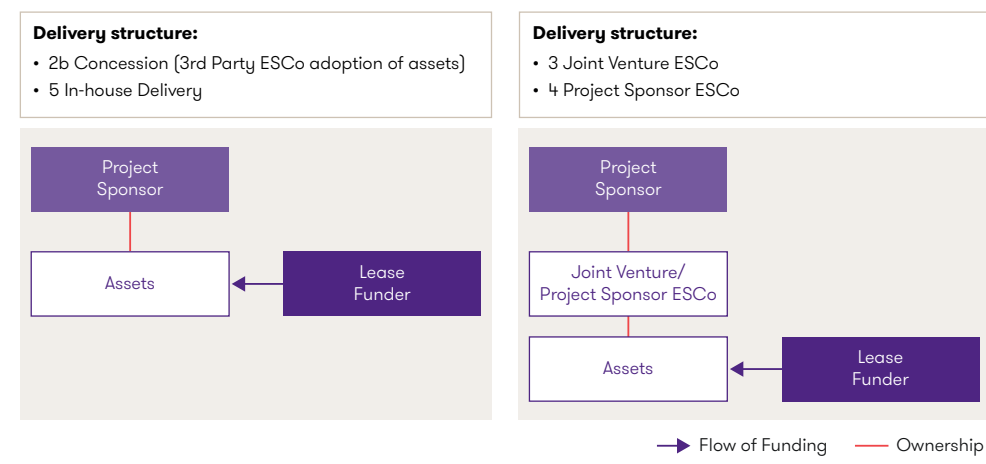 Delivery structure:
• 2b Concession (3rd Party ESCo adoption of assets)
• 5 In-house Delivery
Project
Sponsor
Assets
Lease
Funder
Delivery structure:
• 3 Joint Venture ESCo
• 4 Project Sponsor ESCo
Project
Sponsor
Joint Venture/
Project Sponsor ESCo
Assets
Lease
Funder
Flow of Funding
Ownership